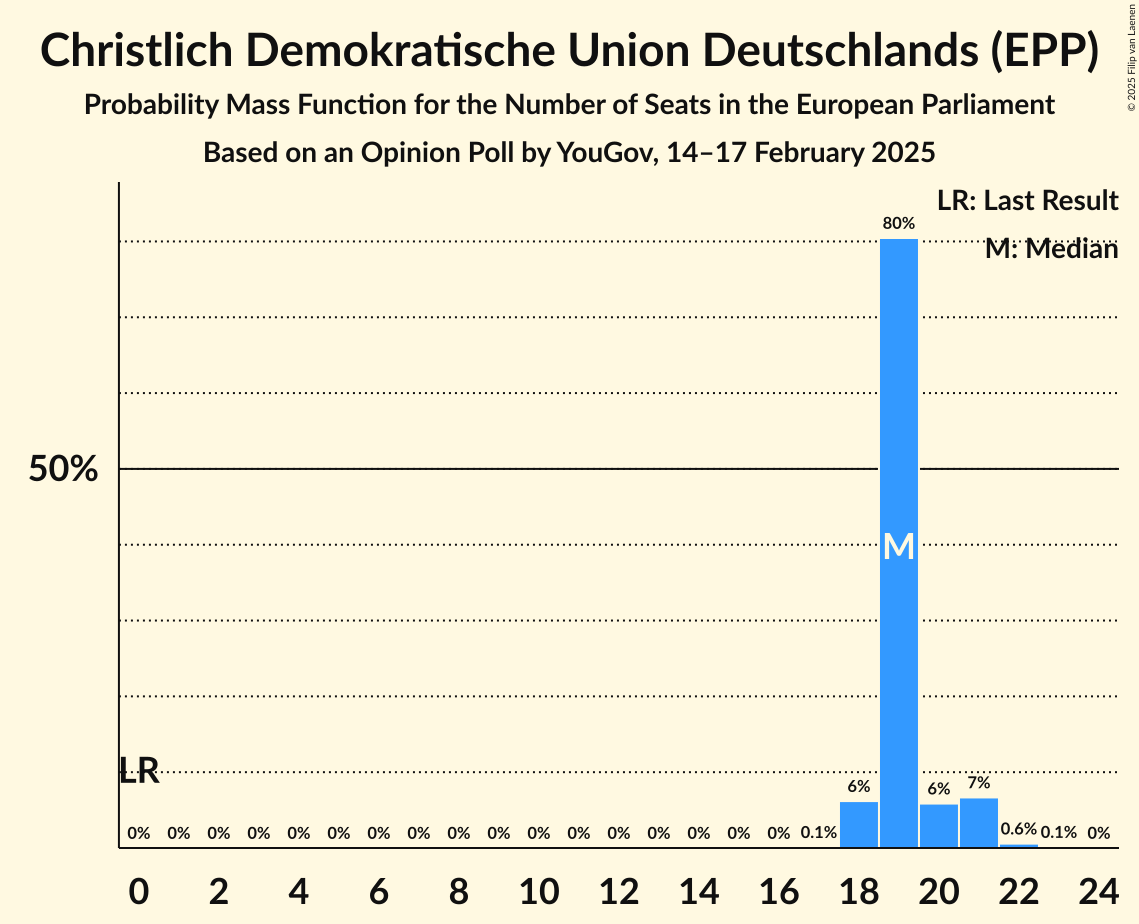 Christlich Demokratische Union Deutschlands (EPP)
Probability Mass Function for the Number of Seats in the European Parliament
Based on an Opinion Poll by YouGov, 14–17 February 2025
© 2025 Filip van Laenen
LR: Last Result
M: Median
80%
50%
M
LR
0% 0% 0% 0% 0% 0% 0% 0% 0% 0% 0% 0% 0% 0% 0% 0% 0% 0.1% 6% 6% 7% 0.6% 0.1% 0%
0 2 4 6 8 10 12 14 16 18 20 22 24